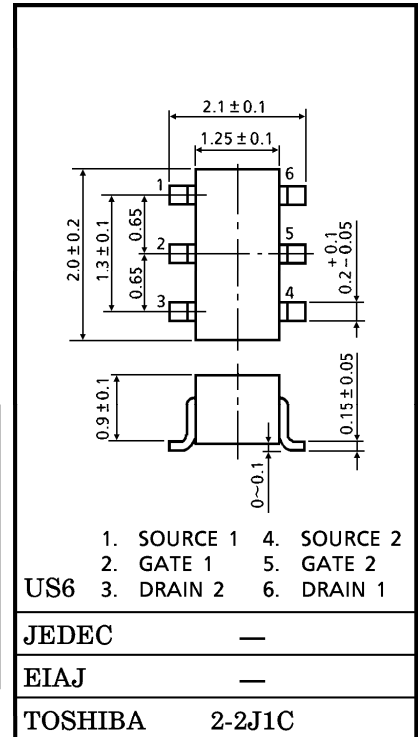 2.1 ± 0.1
1.25 ± 0.1
1
6
2
5
3
4
2.0 ± 0.2
1.3 ± 0.1
0.65
0.65
+ 0.1
0.2 – 0.05
0.9 ± 0.1
0.15 ± 0.05
0~0.1
1. SOURCE 1 4. SOURCE 2
2. GATE 1 5. GATE 2
US6 3. DRAIN 2 6. DRAIN 1
JEDEC —
EIAJ —
TOSHIBA 2-2J1C